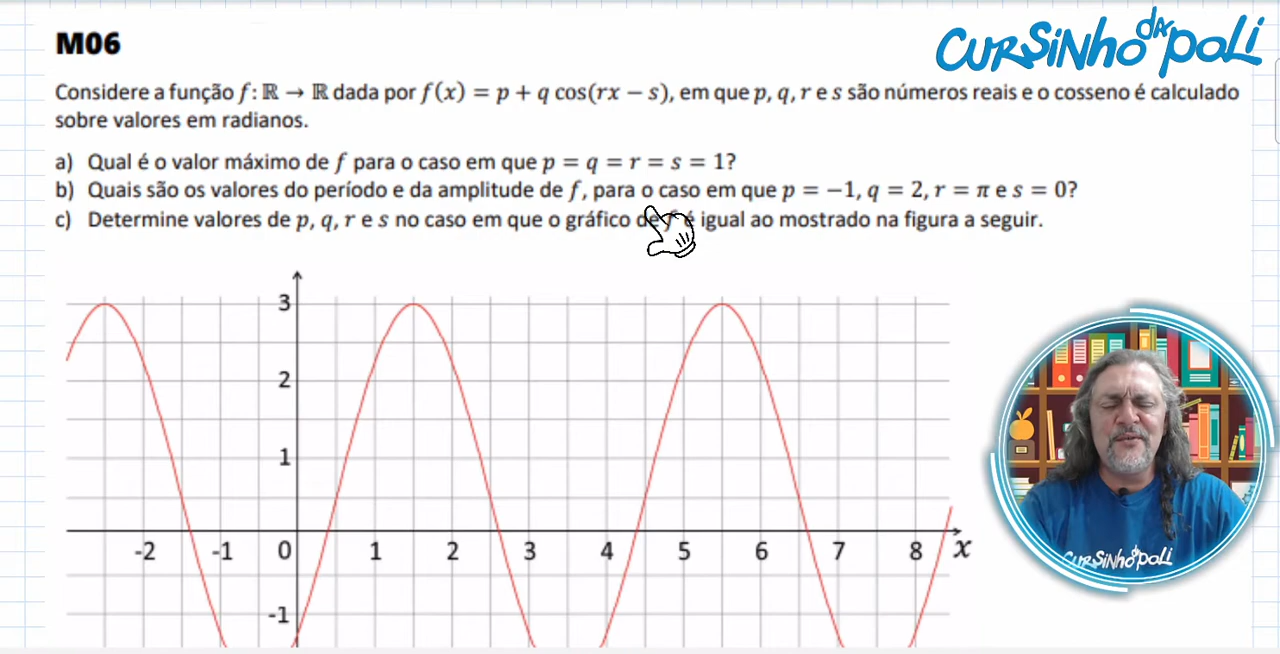 CURSiNHO DA POLi
M06
Considere a função f: ℝ → ℝ dada por f(x) = p + q cos(rx − s), em que p, q, r e s são números reais e o cosseno é calculado
sobre valores em radianos.
a) Qual é o valor máximo de f para o caso em que p = q = r = s = 1?
b) Quais são os valores do período e da amplitude de f, para o caso em que p = −1, q = 2, r = π e s = 0?
c) Determine valores de p, q, r e s no caso em que o gráfico de f é igual ao mostrado na figura a seguir.
3
2
1
-2 -1 0 1 2 3 4 5 6 7 8 x
-1
CURSiNHO DA POLi